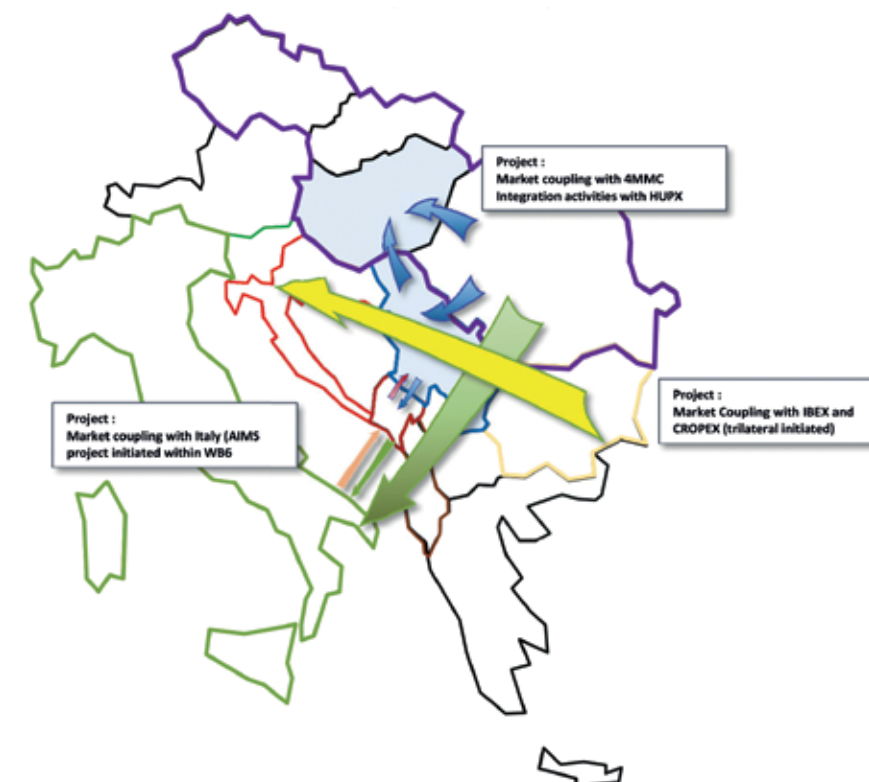 Project :
Market coupling with 4MMC
Integration activities with HUPX
Project :
Market Coupling with IBEX and
CROPEX (trilateral initiated)
Project :
Market coupling with Italy (AIMS
project initiated within WB6